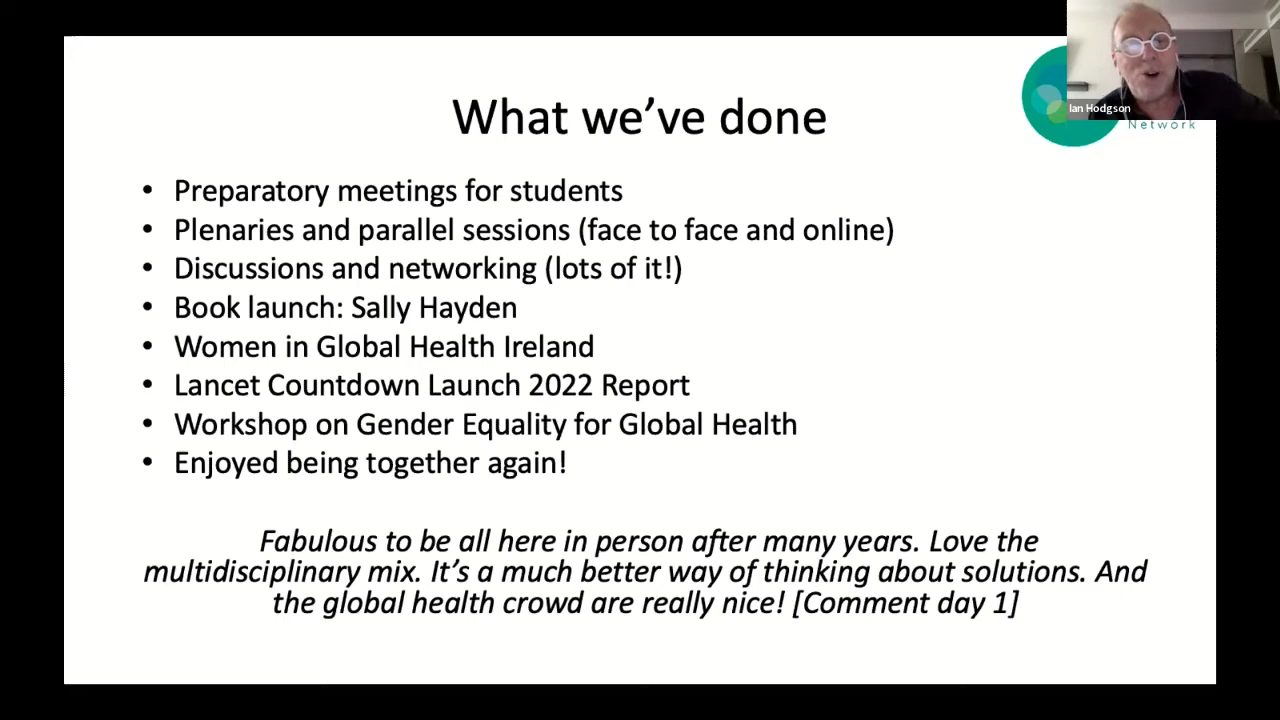 What we've done
Ian Hodgson
Network
• Preparatory meetings for students
• Plenaries and parallel sessions (face to face and online)
• Discussions and networking (lots of it!)
• Book launch: Sally Hayden
• Women in Global Health Ireland
• Lancet Countdown Launch 2022 Report
• Workshop on Gender Equality for Global Health
• Enjoyed being together again!
Fabulous to be all here in person after many years. Love the
multidisciplinary mix. It's a much better way of thinking about solutions. And
the global health crowd are really nice! [Comment day 1]